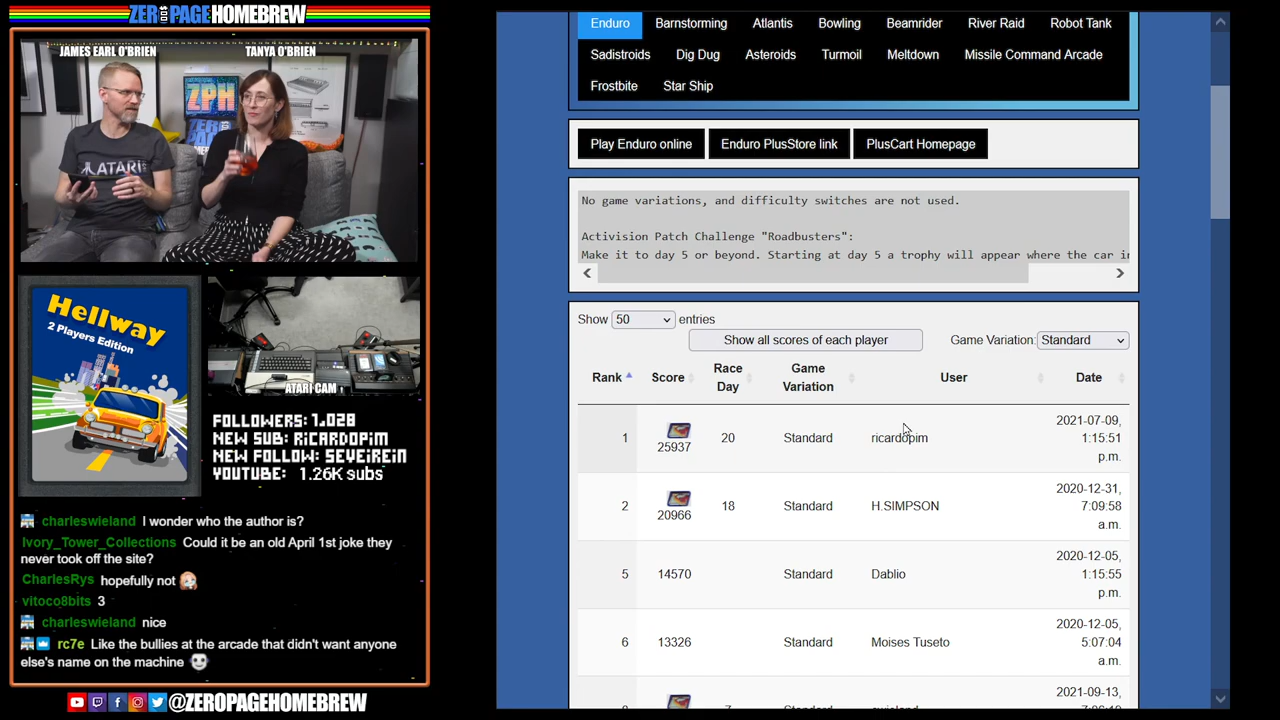 ZERO PAGE HOMEBREW
JAMES EARL O'BRIEN
TANYA O'BRIEN
ZPH
ATARI
Hellway
2 Players Edition
ATARI CAM
FOLLOWERS: 1,028
NEW SUB: RICARDOPIM
NEW FOLLOW: SEVEIREIN
YOUTUBE: 1.26K subs
charleswieland I wonder who the author is?
Ivory_Tower_Collections Could it be an old April 1st joke they
never took off the site?
CharlesRys hopefully not
vitoco8bits 3
charleswieland nice
rc7e Like the bullies at the arcade that didn't want anyone
else's name on the machine
@ZEROPAGEHOMEBREW
Enduro Barnstorming Atlantis Bowling Beamrider River Raid Robot Tank
Sadistroids Dig Dug Asteroids Turmoil Meltdown Missile Command Arcade
Frostbite Star Ship
Play Enduro online Enduro PlusStore link PlusCart Homepage
No game variations, and difficulty switches are not used.
Activision Patch Challenge "Roadbusters":
Make it to day 5 or beyond. Starting at day 5 a trophy will appear where the car
Show 50 entries
Show all scores of each player
Game Variation: Standard
Rank Score Race Day Game Variation User Date
1 25937 20 Standard ricardopim 2021-07-09, 1:15:51 p.m.
2 20966 18 Standard H.SIMPSON 2020-12-31, 7:09:58 a.m.
5 14570 Standard Dablio 2020-12-05, 1:15:55 p.m.
6 13326 Standard Moises Tuseto 2020-12-05, 5:07:04 a.m.
2021-09-13,